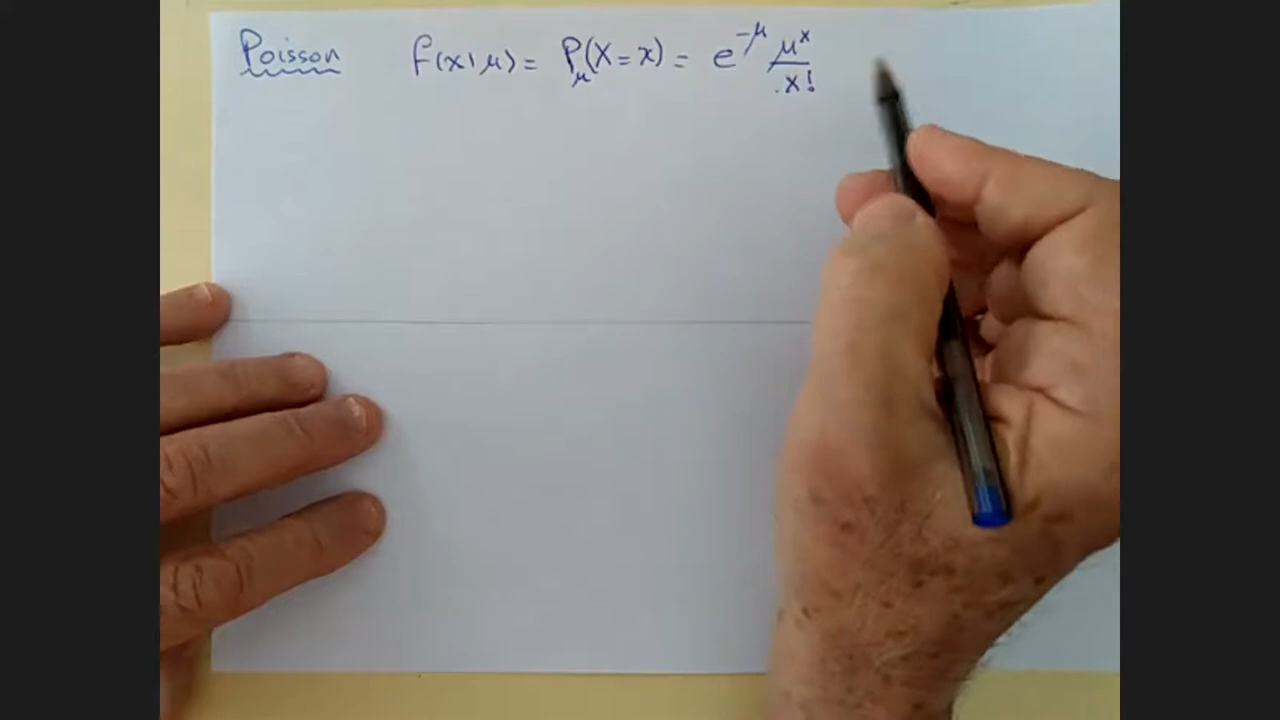 Poisson f(x|μ) = P_μ(X=x) = e^{-μ} μ^x / x!